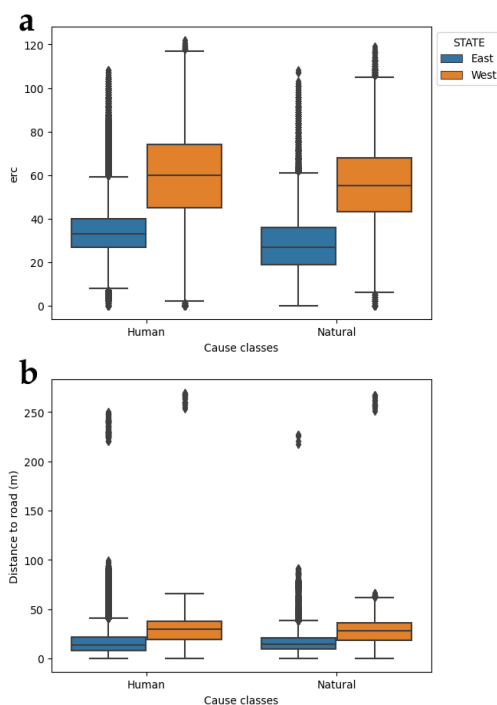 a
STATE
East
West
120
100
80
60
40
20
0
erc
Human
Natural
Cause classes
b
250
200
150
100
50
0
Distance to road (m)
Human
Natural
Cause classes